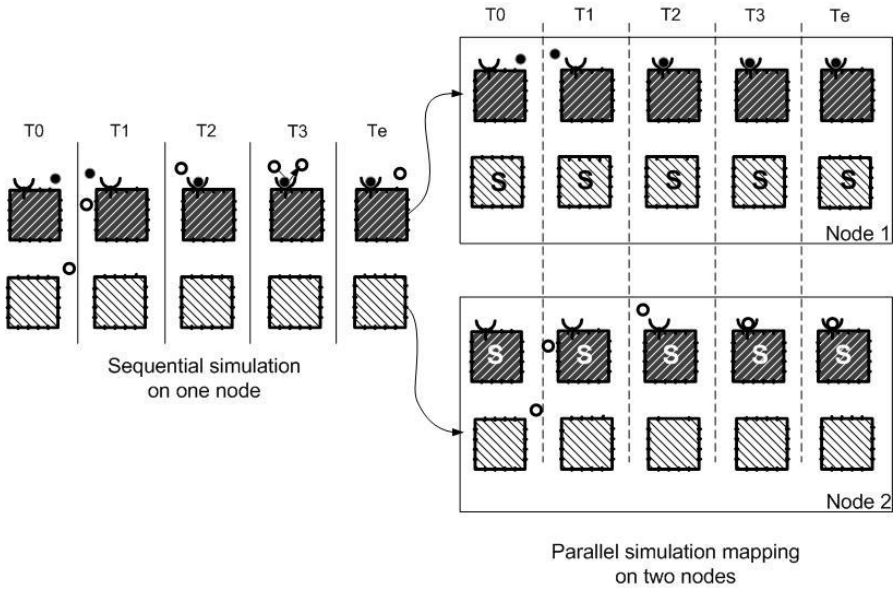 T0 T1 T2 T3 Te
S S S S S
Node 1
T0 T1 T2 T3 Te
Sequential simulation
on one node
S S S S S
Node 2
Parallel simulation mapping
on two nodes